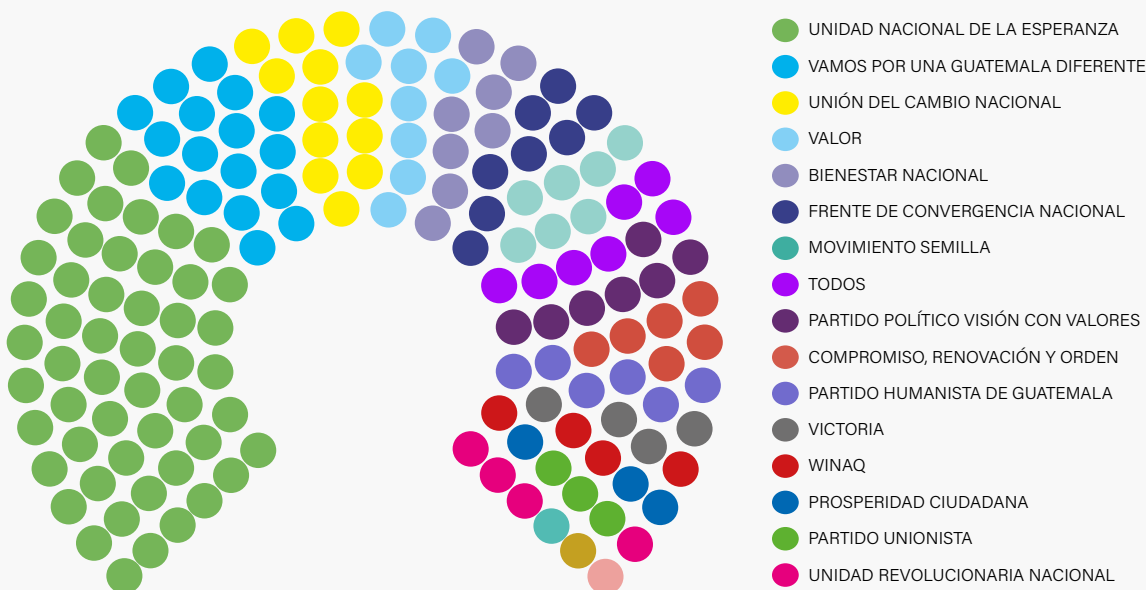 UNIDAD NACIONAL DE LA ESPERANZA
VAMOS POR UNA GUATEMALA DIFERENTE
UNIÓN DEL CAMBIO NACIONAL
VALOR
BIENESTAR NACIONAL
FRENTE DE CONVERGENCIA NACIONAL
MOVIMIENTO SEMILLA
TODOS
PARTIDO POLÍTICO VISIÓN CON VALORES
COMPROMISO, RENOVACIÓN Y ORDEN
PARTIDO HUMANISTA DE GUATEMALA
VICTORIA
WINAQ
PROSPERIDAD CIUDADANA
PARTIDO UNIONISTA
UNIDAD REVOLUCIONARIA NACIONAL